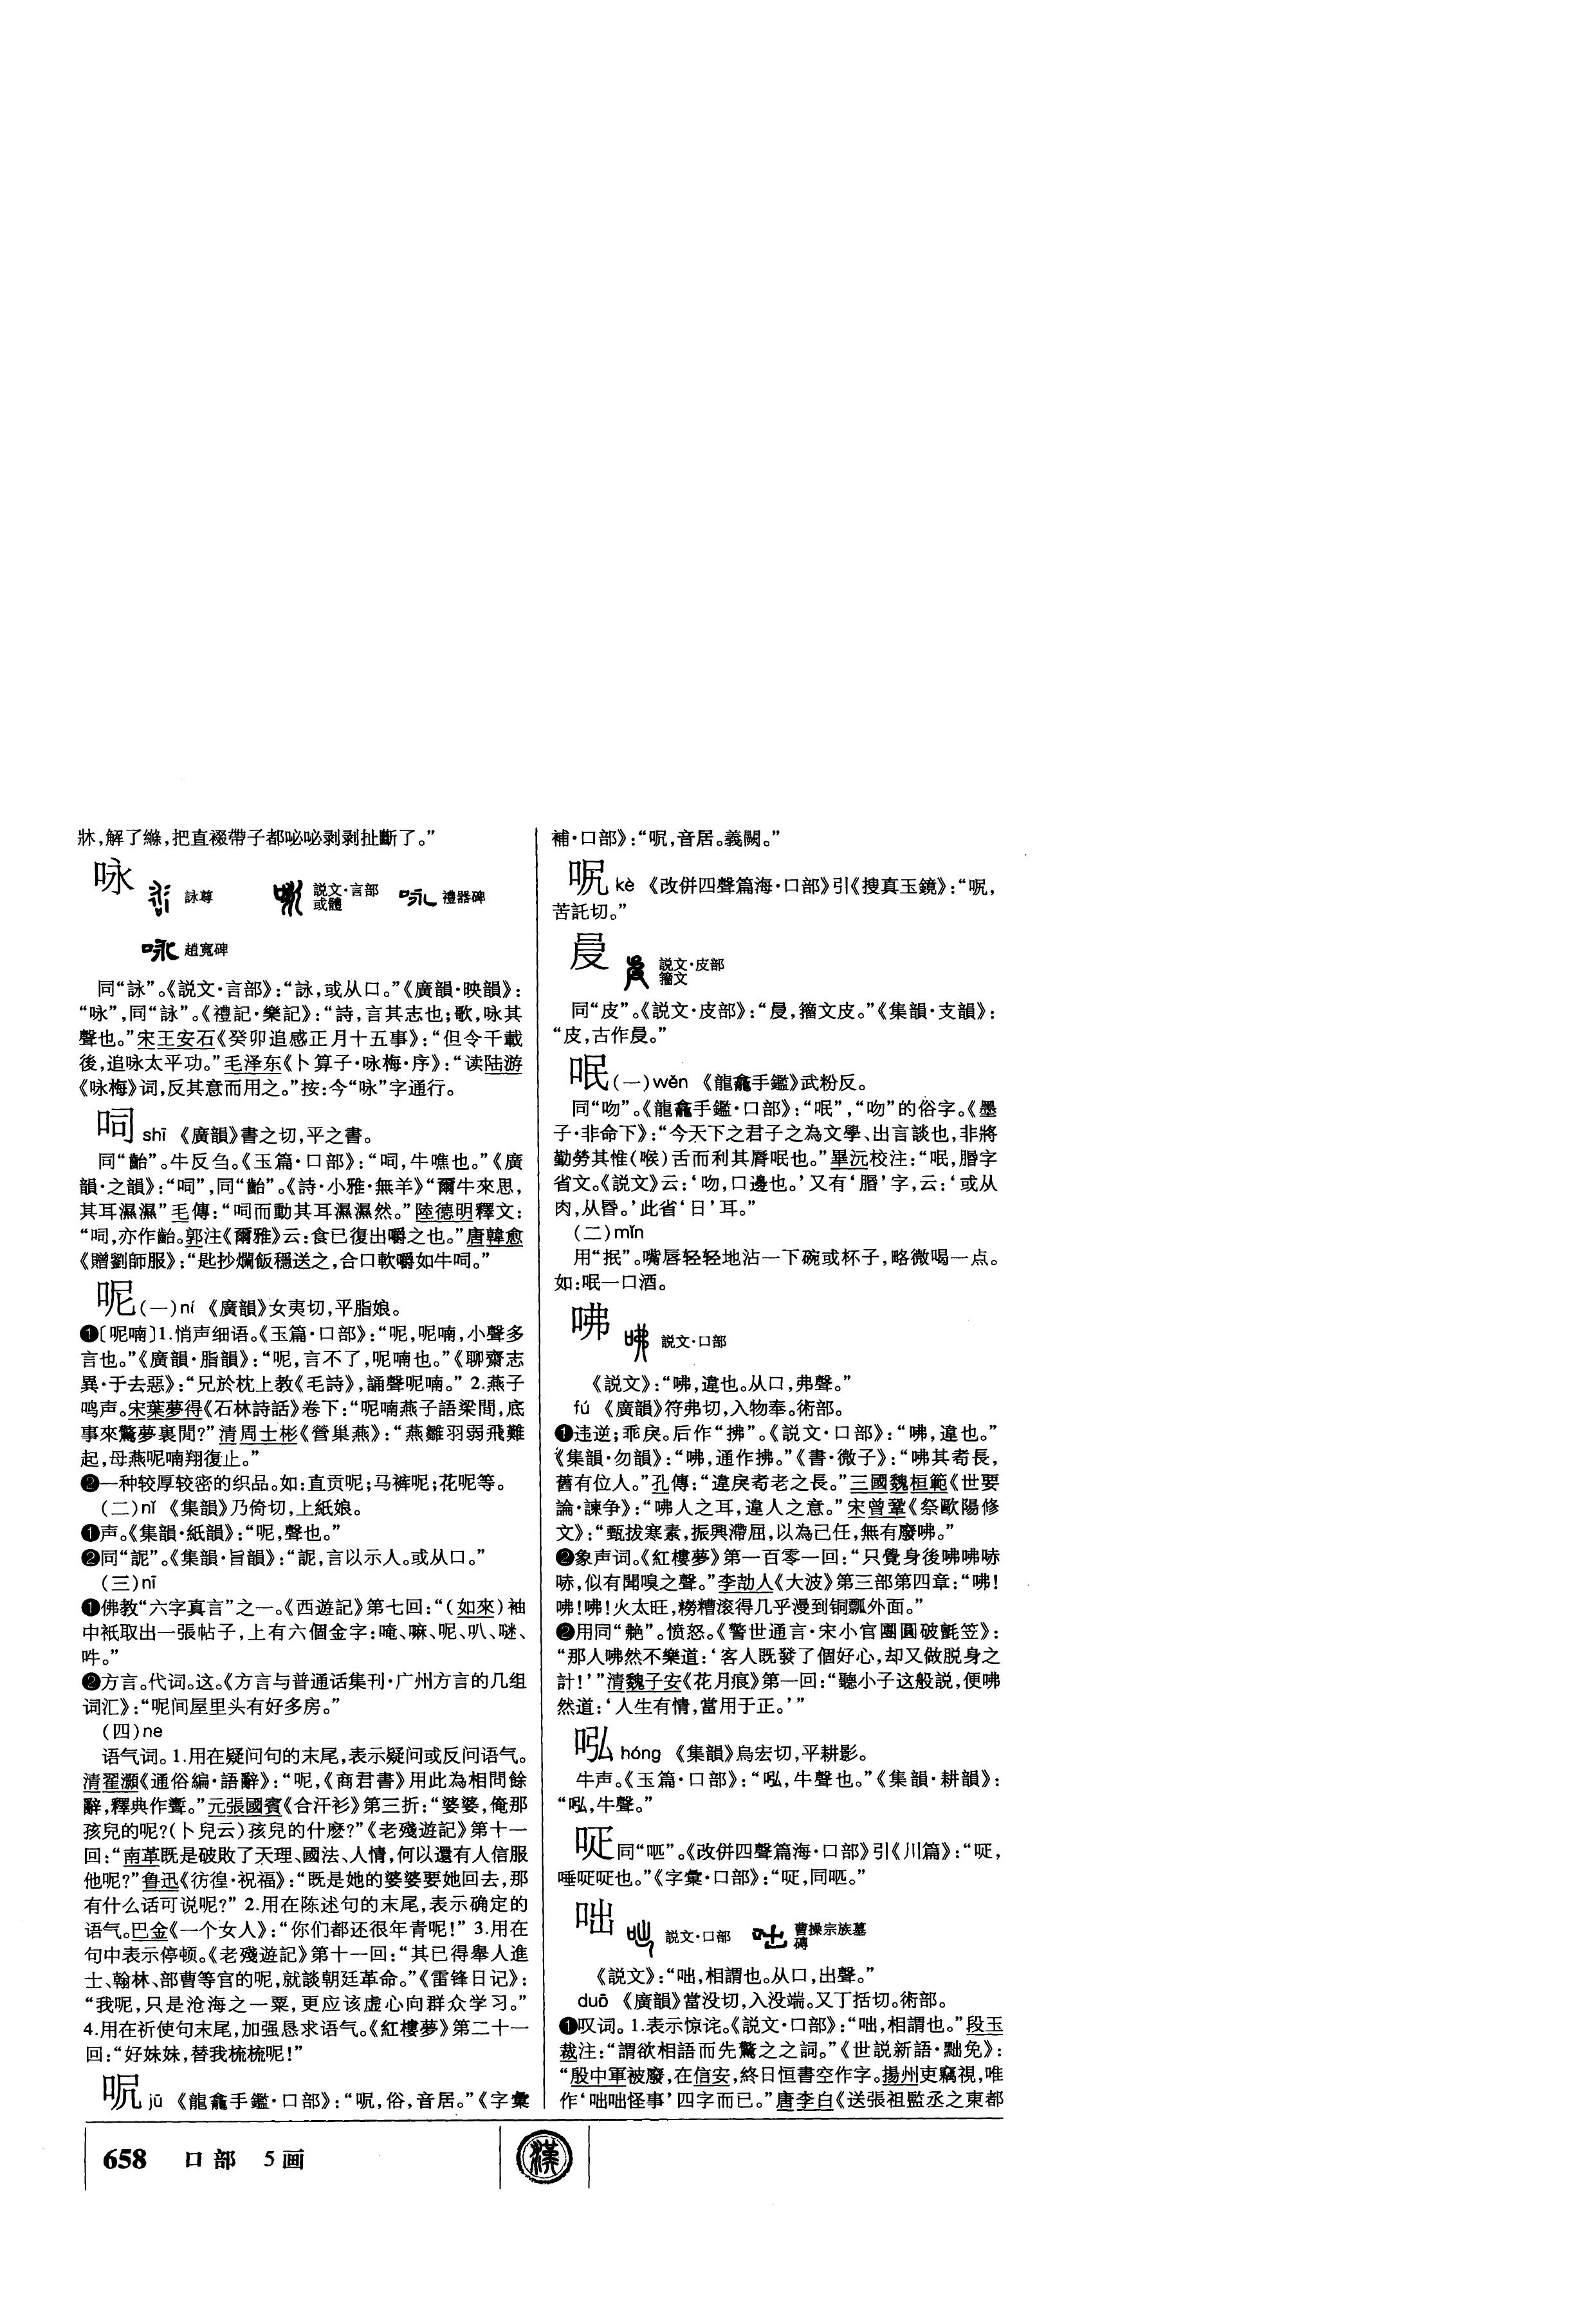 牀,解了縧,把直裰帶子都咇咇剥剥扯斷了。”
咏
詠尊
説文·言部
或體
禮器碑
趙寬碑
同“詠”。《説文·言部》:“詠,或从口。”《廣韻·映韻》:
“咏”,同“詠”。《禮記·樂記》:“詩,言其志也;歌,咏其
聲也。”宋王安石《癸卯追感正月十五事》:“但令千載
後,追咏太平功。”毛泽东《卜算子·咏梅·序》:“读陆游
《咏梅》词,反其意而用之。”按:今“咏”字通行。
呞 shī 《廣韻》書之切,平之書。
同“齝”。牛反刍。《玉篇·口部》:“呞,牛噍也。”《廣
韻·之韻》:“呞”,同“齝”。《詩·小雅·無羊》“爾牛來思,
其耳濕濕”毛傳:“呞而動其耳濕濕然。”陸德明釋文:
“呞,亦作齝。郭注《爾雅》云:食已復出嚼之也。”唐韓愈
《贈劉師服》:“匙抄爛飯穩送之,合口軟嚼如牛呞。”
呢(一)ní 《廣韻》女夷切,平脂娘。
❶〔呢喃〕1.悄声细语。《玉篇·口部》:“呢,呢喃,小聲多
言也。”《廣韻·脂韻》:“呢,言不了,呢喃也。”《聊齋志
異·于去惡》:“兄於枕上教《毛詩》,誦聲呢喃。” 2.燕子
鸣声。宋葉夢得《石林詩話》卷下:“呢喃燕子語梁間,底
事來驚夢裏閒?”清周士彬《營巢燕》:“燕雛羽弱飛難
起,母燕呢喃翔復止。”
❷一种较厚较密的织品。如:直贡呢;马裤呢;花呢等。
(二)nǐ 《集韻》乃倚切,上紙娘。
❶声。《集韻·紙韻》:“呢,聲也。”
❷同“䛏”。《集韻·旨韻》:“䛏,言以示人。或从口。”
(三)nī
❶佛教“六字真言”之一。《西遊記》第七回:“(如來)袖
中衹取出一張帖子,上有六個金字:唵、嘛、呢、叭、𠺗、
吽。”
❷方言。代词。这。《方言与普通话集刊·广州方言的几组
词汇》:“呢间屋里头有好多房。”
(四)ne
语气词。1.用在疑问句的末尾,表示疑问或反问语气。
清翟灝《通俗編·語辭》:“呢,《商君書》用此為相問餘
辭,釋典作聻。”元張國賓《合汗衫》第三折:“婆婆,俺那
孩兒的呢?(卜兒云)孩兒的什麽?”《老殘遊記》第十一
回:“南革既是破敗了天理、國法、人情,何以還有人信服
他呢?”鲁迅《彷徨·祝福》:“既是她的婆婆要她回去,那
有什么话可说呢?” 2.用在陈述句的末尾,表示确定的
语气。巴金《一个女人》:“你们都还很年青呢!” 3.用在
句中表示停顿。《老殘遊記》第十一回:“其已得舉人進
士、翰林、部曹等官的呢,就談朝廷革命。”《雷锋日记》:
“我呢,只是沧海之一粟,更应该虚心向群众学习。”
4.用在祈使句末尾,加强恳求语气。《紅樓夢》第二十一
回:“好妹妹,替我梳梳呢!”
㕆 jū 《龍龕手鑑·口部》:“㕆,俗,音居。”《字彙
補·口部》:“㕆,音居。義闕。”
kè 《改併四聲篇海·口部》引《搜真玉鏡》:“
苦託切。”
説文·皮部
籀文
同“皮”。《説文·皮部》:“,籀文皮。”《集韻·支韻》:
“皮,古作。”
呡(一)wěn 《龍龕手鑑》武粉反。
同“吻”。《龍龕手鑑·口部》:“呡”,“吻”的俗字。《墨
子·非命下》:“今天下之君子之為文學、出言談也,非將
勤勞其惟(喉)舌而利其脣呡也。”畢沅校注:“呡,䐇字
省文。《説文》云:‘吻,口邊也。’又有‘䐇’字,云:‘或从
肉,从昬。’此省‘日’耳。”
(二)mǐn
用“抿”。嘴唇轻轻地沾一下碗或杯子,略微喝一点。
如:呡一口酒。
咈
説文·口部
《説文》:“咈,違也。从口,弗聲。”
fú 《廣韻》符弗切,入物奉。術部。
❶违逆;乖戾。后作“拂”。《説文·口部》:“咈,違也。”
《集韻·勿韻》:“咈,通作拂。”《書·微子》:“咈其耇長,
舊有位人。”孔傳:“違戾耇老之長。”三國魏桓範《世要
論·諫争》:“咈人之耳,違人之意。”宋曾鞏《祭歐陽修
文》:“甄拔寒素,振興滯屈,以為己任,無有廢咈。”
❷象声词。《紅樓夢》第一百零一回:“只覺身後咈咈哧
哧,似有聞嗅之聲。”李劼人《大波》第三部第四章:“咈!
咈!咈!火太旺,糡糟滚得几乎漫到铜瓢外面。”
❷用同“艴”。愤怒。《警世通言·宋小官團圓破氈笠》:
“那人咈然不樂道:‘客人既發了個好心,却又做脱身之
計!’”清魏子安《花月痕》第一回:“聽小子这般説,便咈
然道:‘人生有情,當用于正。’”
吰 hóng 《集韻》烏宏切,平耕影。
牛声。《玉篇·口部》:“,牛聲也。”《集韻·耕韻》:
“,牛聲。”
同“”。《改併四聲篇海·口部》引《川篇》:“
唾也。”《字彙·口部》:“
咄
説文·口部
曹操宗族墓
磚
《説文》:“咄,相謂也。从口,出聲。”
duō 《廣韻》當没切,入没端。又丁括切。術部。
❶叹词。1.表示惊诧。《説文·口部》:“咄,相謂也。”段玉
裁注:“謂欲相語而先驚之之詞。”《世説新語·黜免》:
“殷中軍被廢,在信安,終日恒書空作字。揚州吏竊視,唯
作‘咄咄怪事’四字而已。”唐李白《送張祖監丞之東都
658 口部 5画
漢